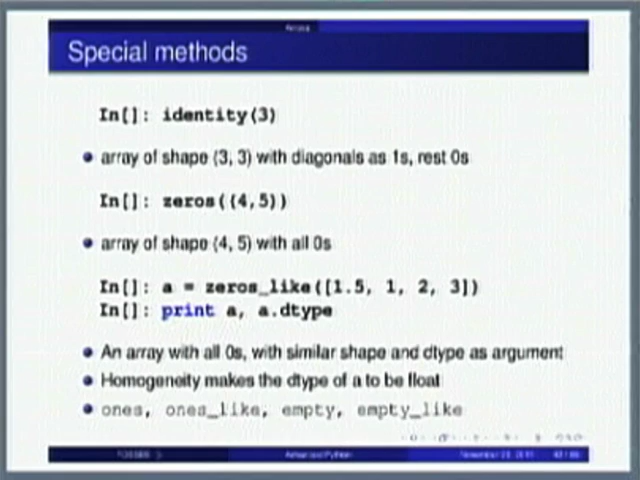 Arrays
Special methods
In[]: identity(3)
array of shape (3, 3) with diagonals as 1s, rest 0s
In[]: zeros((4,5))
array of shape (4, 5) with all 0s
In[]: a = zeros_like([1.5, 1, 2, 3])
In[]: print a, a.dtype
An array with all 0s, with similar shape and dtype as argument
Homogeneity makes the dtype of a to be float
ones, ones_like, empty, empty_like
Advanced Python